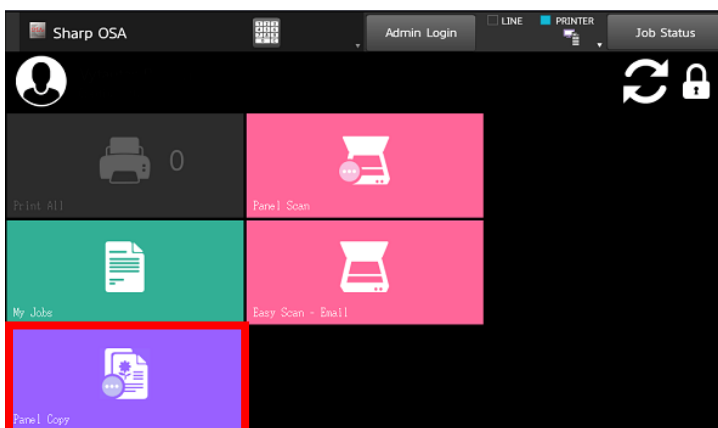 Sharp OSA
Admin Login
LINE
PRINTER
Job Status
0
Print All
Panel Scan
My Jobs
Easy Scan - Email
Panel Copy